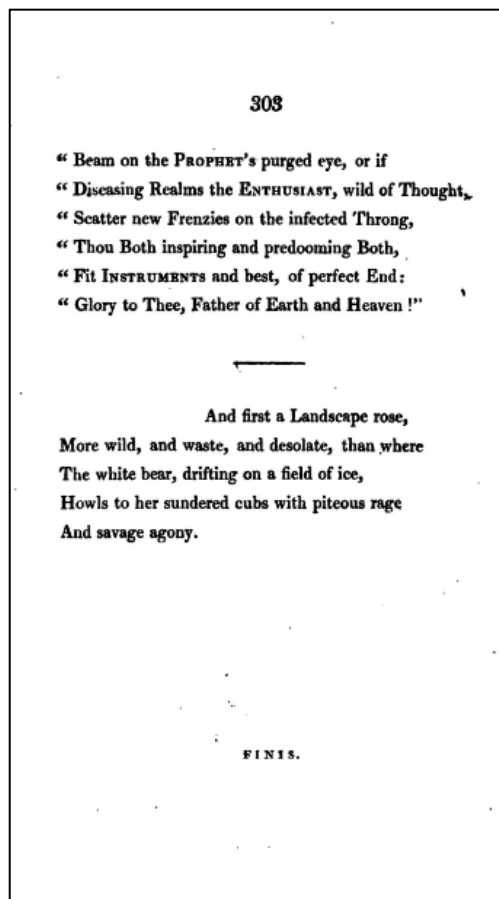 303
“ Beam on the PROPHET's purged eye, or if
“ Diseasing Realms the ENTHUSIAST, wild of Thought,
“ Scatter new Frenzies on the infected Throng,
“ Thou Both inspiring and predooming Both,
“ Fit INSTRUMENTS and best, of perfect End:
“ Glory to Thee, Father of Earth and Heaven !”
And first a Landscape rose,
More wild, and waste, and desolate, than where
The white bear, drifting on a field of ice,
Howls to her sundered cubs with piteous rage
And savage agony.
FINIS.